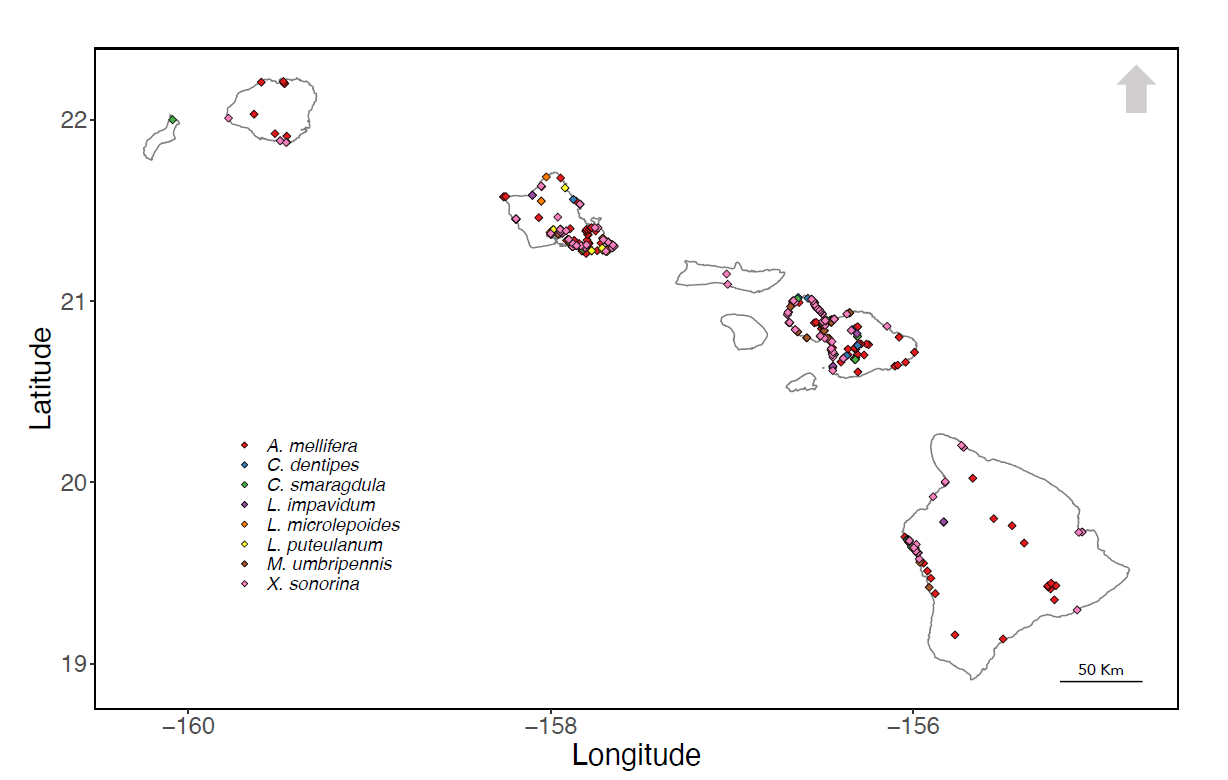 22
21
20
19
Latitude
A. mellifera
C. dentipes
C. smaragdula
L. impavidum
L. microlepoides
L. puteulanum
M. umbripennis
X. sonorina
50 Km
−160
−158
−156
Longitude